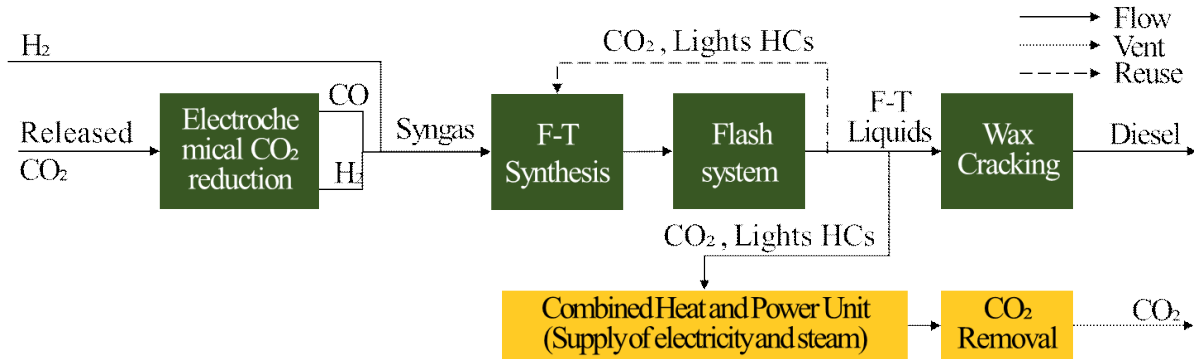 H₂
CO₂ , Lights HCs
Flow
Vent
Reuse
Released
CO₂
Electroche
mical CO₂
reduction
CO
H₂
Syngas
F-T
Synthesis
Flash
system
F-T
Liquids
Wax
Cracking
Diesel
CO₂ , Lights HCs
Combined Heat and Power Unit
(Supply of electricity and steam)
CO₂
Removal
CO₂